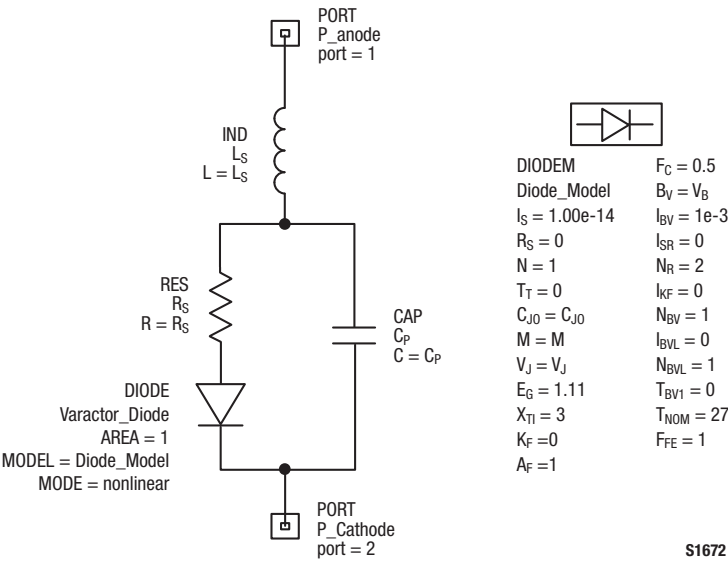 PORT
P_anode
port = 1
IND
LS
L = LS
RES
RS
R = RS
CAP
CP
C = CP
DIODE
Varactor_Diode
AREA = 1
MODEL = Diode_Model
MODE = nonlinear
PORT
P_Cathode
port = 2
DIODEM
Diode_Model
IS = 1.00e-14
RS = 0
N = 1
TT = 0
CJ0 = CJ0
M = M
VJ = VJ
EG = 1.11
XTI = 3
KF =0
AF =1
FC = 0.5
BV = VB
IBV = 1e-3
ISR = 0
NR = 2
IKF = 0
NBV = 1
IBVL = 0
NBVL = 1
TBV1 = 0
TNOM = 27
FFE = 1
S1672